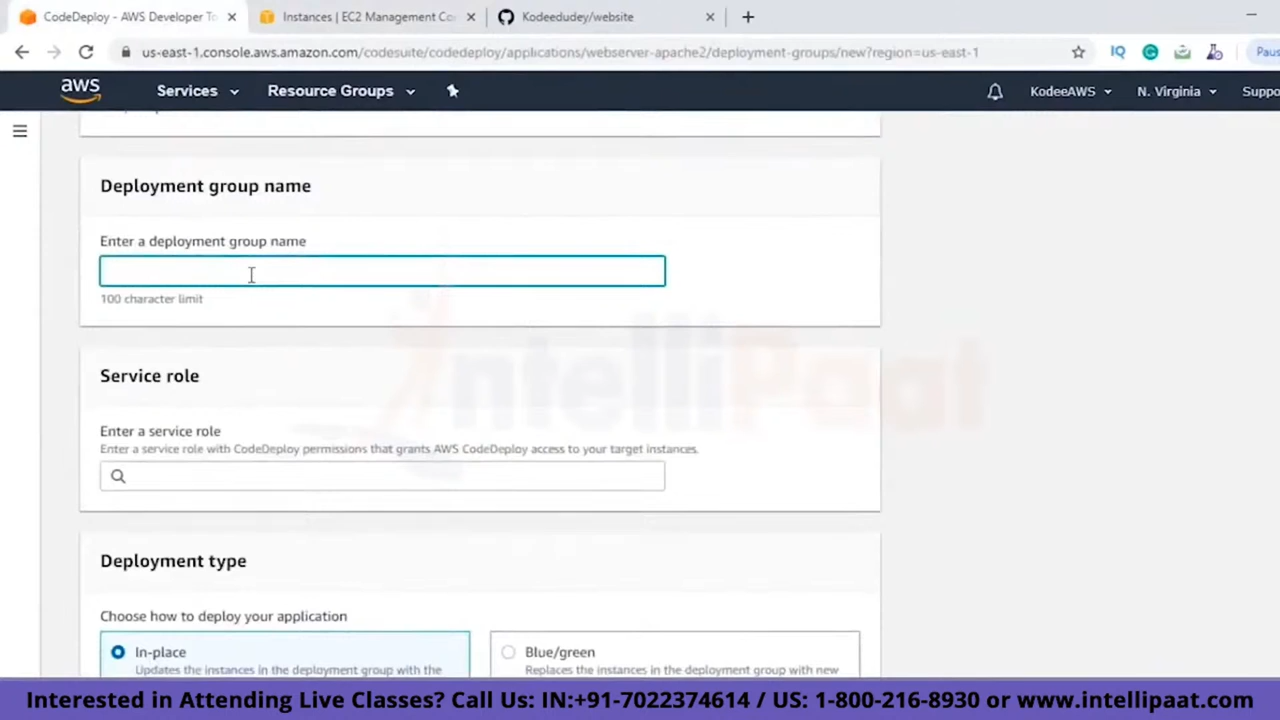 CodeDeploy - AWS Developer To
Instances | EC2 Management Con
Kodeedudey/website
us-east-1.console.aws.amazon.com/codesuite/codedeploy/applications/webserver-apache2/deployment-groups/new?region=us-east-1
IQ
Paus
aws
Services
Resource Groups
KodeeAWS
N. Virginia
Suppo
Deployment group name
Enter a deployment group name
100 character limit
IntelliPaat
Service role
Enter a service role
Enter a service role with CodeDeploy permissions that grants AWS CodeDeploy access to your target instances.
Deployment type
Choose how to deploy your application
In-place
Updates the instances in the deployment group with the
Blue/green
Replaces the instances in the deployment group with new
Interested in Attending Live Classes? Call Us: IN:+91-7022374614 / US: 1-800-216-8930 or www.intellipaat.com